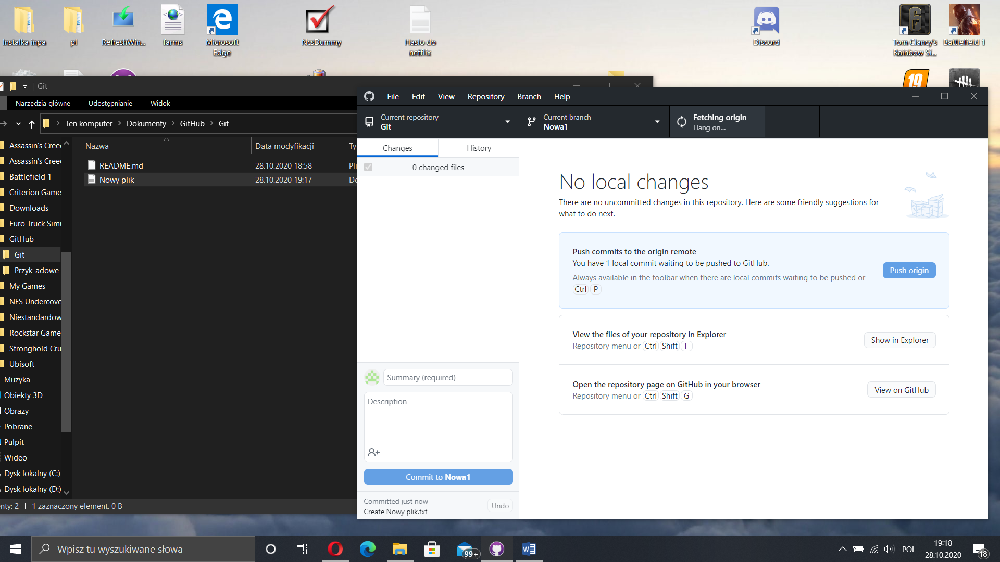 Instalka inpa
pl
RefreshWin...
farms
Microsoft
Edge
NcsDummy
Haslo do
netflix
Discord
Tom Clancy's
Rainbow Si...
Battlefield 1
19
Git
Narzędzia główne
Udostępnianie
Widok
Ten komputer
Dokumenty
GitHub
Git
Assassin's Cree
Assassin's Cree
Battlefield 1
Criterion Game
Downloads
Euro Truck Simu
GitHub
Git
Przyk-adowe
My Games
NFS Undercove
Niestandardow
Rockstar Game
Stronghold Cru
Ubisoft
Muzyka
Obiekty 3D
Obrazy
Pobrane
Pulpit
Wideo
Dysk lokalny (C:)
Dysk lokalny (D:)
Nazwa
Data modyfikacji
Ty
README.md
28.10.2020 18:58
Pli
Nowy plik
28.10.2020 19:17
Do
nty: 2
1 zaznaczony element. 0 B
File
Edit
View
Repository
Branch
Help
Current repository
Git
Current branch
Nowa1
Fetching origin
Hang on...
Changes
History
0 changed files
Summary (required)
Description
Commit to Nowa1
Committed just now
Create Nowy plik.txt
Undo
No local changes
There are no uncommitted changes in this repository. Here are some friendly suggestions for
what to do next.
Push commits to the origin remote
You have 1 local commit waiting to be pushed to GitHub.
Always available in the toolbar when there are local commits waiting to be pushed or
Ctrl P
Push origin
View the files of your repository in Explorer
Repository menu or Ctrl Shift F
Show in Explorer
Open the repository page on GitHub in your browser
Repository menu or Ctrl Shift G
View on GitHub
Wpisz tu wyszukiwane słowa
99+
POL
19:18
28.10.2020
18